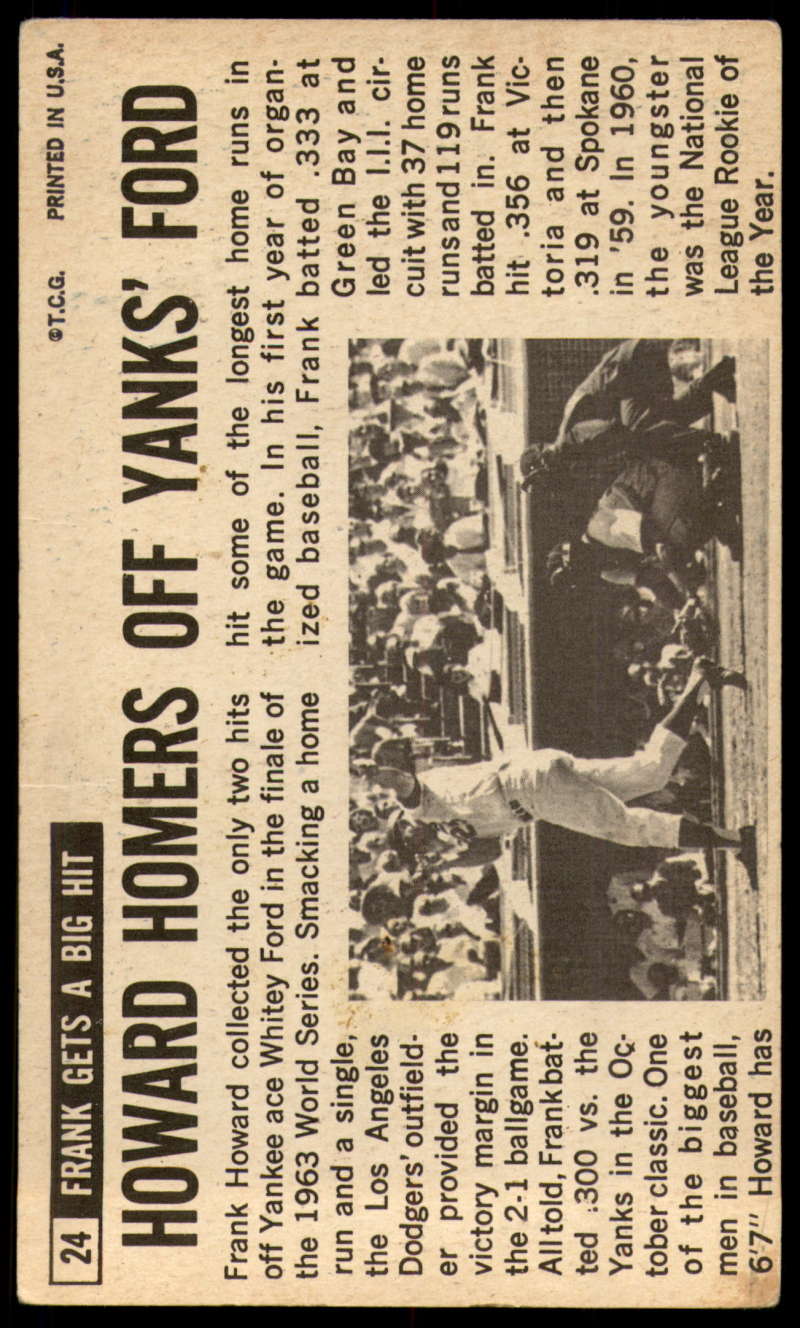 24 FRANK GETS A BIG HIT ©T.C.G. PRINTED IN U.S.A.
HOWARD HOMERS OFF YANKS' FORD
Frank Howard collected the only two hits
off Yankee ace Whitey Ford in the finale of
the 1963 World Series. Smacking a home
run and a single,
the Los Angeles
Dodgers' outfield-
er provided the
victory margin in
the 2-1 ballgame.
All told, Frank bat-
ted .300 vs. the
Yanks in the Oc-
tober classic. One
of the biggest
men in baseball,
6'7" Howard has
hit some of the longest home runs in
the game. In his first year of organ-
ized baseball, Frank batted .333 at
Green Bay and
led the I.I.I. cir-
cuit with 37 home
runs and 119 runs
batted in. Frank
hit .356 at Vic-
toria and then
.319 at Spokane
in '59. In 1960,
the youngster
was the National
League Rookie of
the Year.